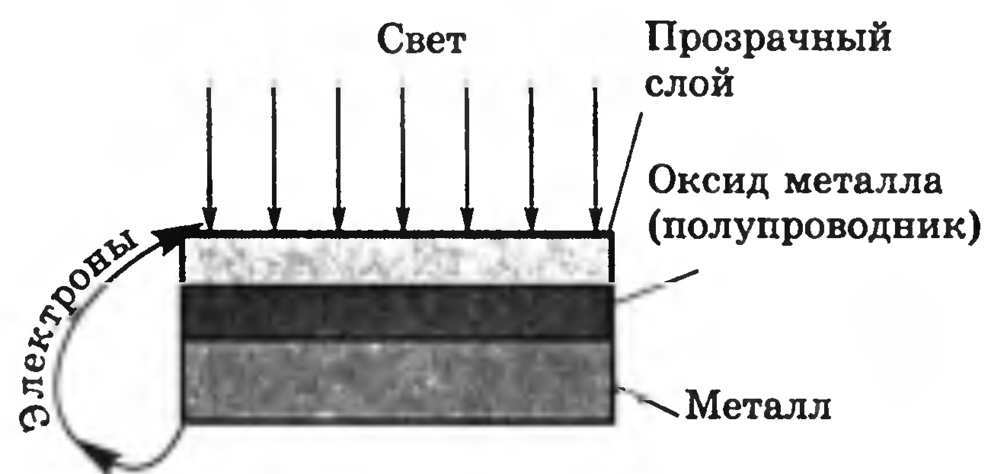 Свет
Прозрачный
слой
Оксид металла
(полупроводник)
Электроны
Металл